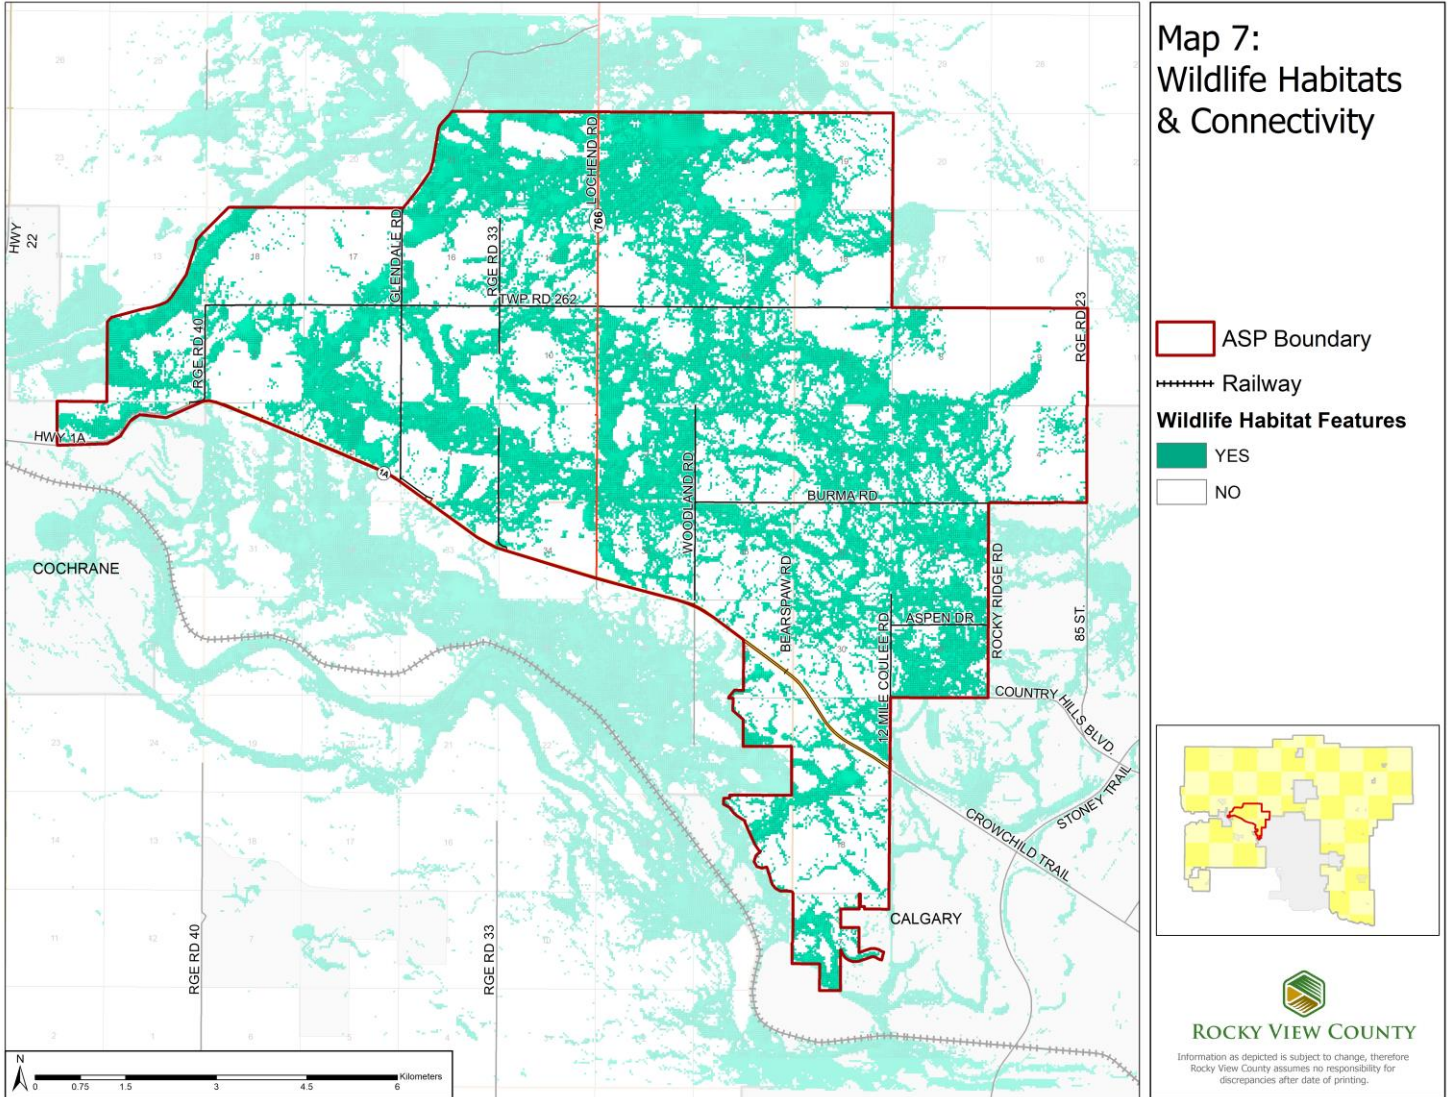 Map 7:
Wildlife Habitats
& Connectivity
ASP Boundary
Railway
Wildlife Habitat Features
YES
NO
HWY
22
GLENDALE RD
RGE RD 33
LOCHEND RD
766
TWP RD 262
RGE RD 40
RGE RD 23
HWY 1A
1A
WOODLAND RD
BURMA RD
BEARSPAW RD
ASPEN DR
12 MILE COULEE RD
ROCKY RIDGE RD
85 ST.
COCHRANE
COUNTRY HILLS BLVD.
STONEY TRAIL
CROWCHILD TRAIL
CALGARY
RGE RD 40
RGE RD 33
N
0 0.75 1.5 3 4.5 6
Kilometers
ROCKY VIEW COUNTY
Information as depicted is subject to change, therefore
Rocky View County assumes no responsibility for
discrepancies after date of printing.